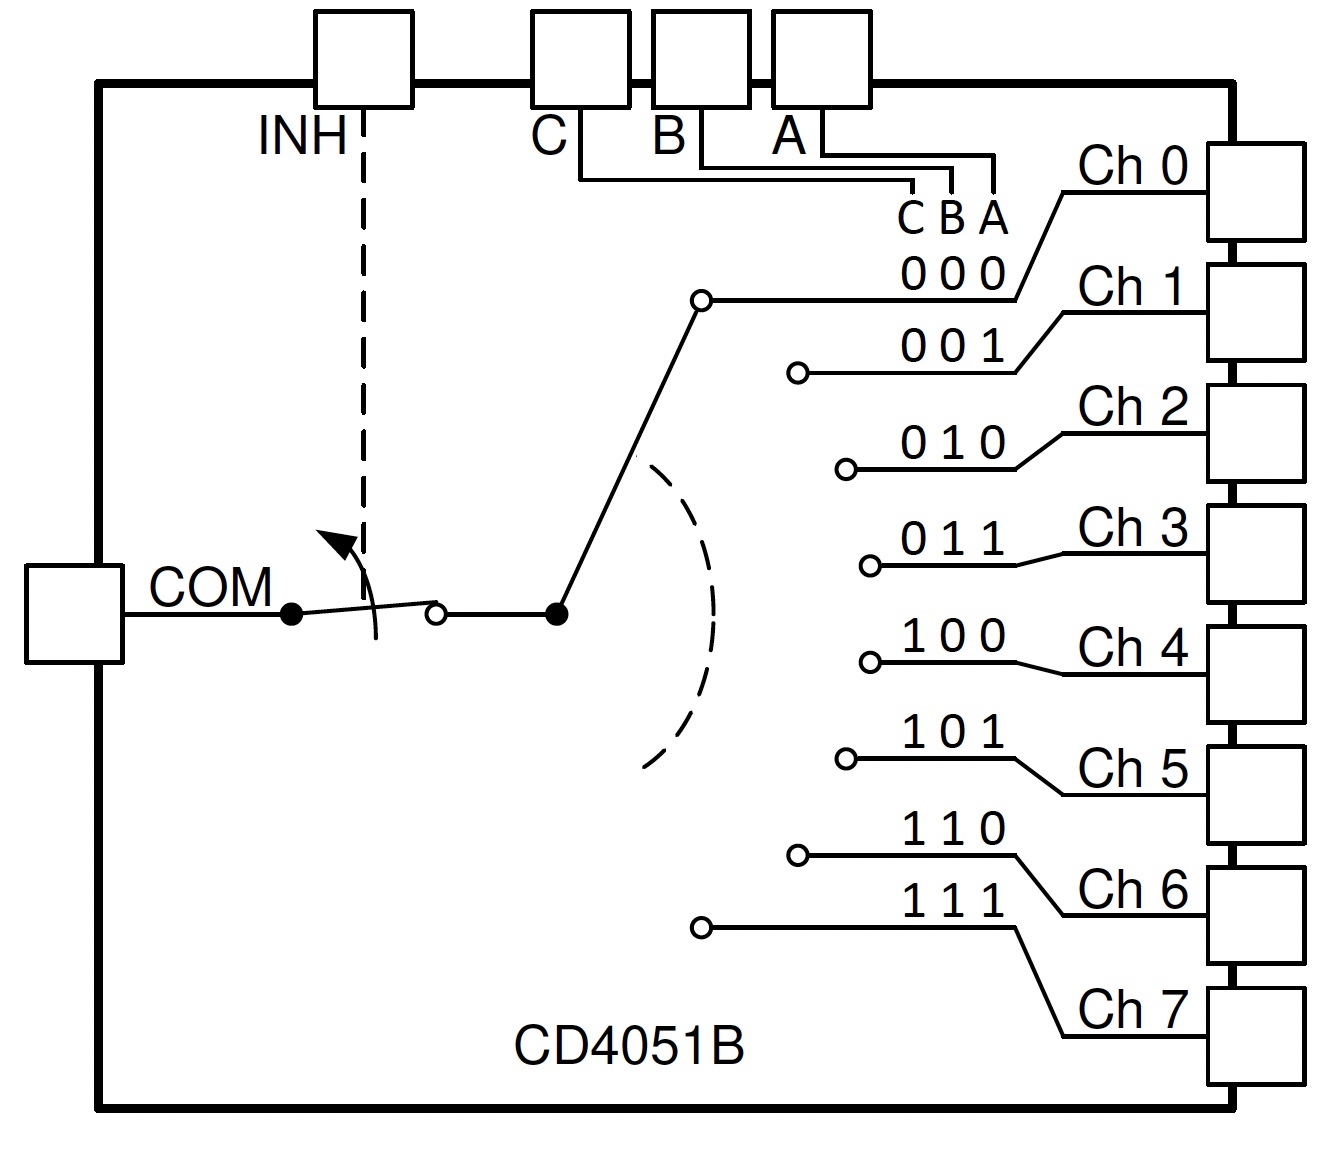 INH C B A
C B A
Ch 0
0 0 0
Ch 1
0 0 1
Ch 2
0 1 0
Ch 3
0 1 1
COM
Ch 4
1 0 0
Ch 5
1 0 1
Ch 6
1 1 0
1 1 1
Ch 7
CD4051B